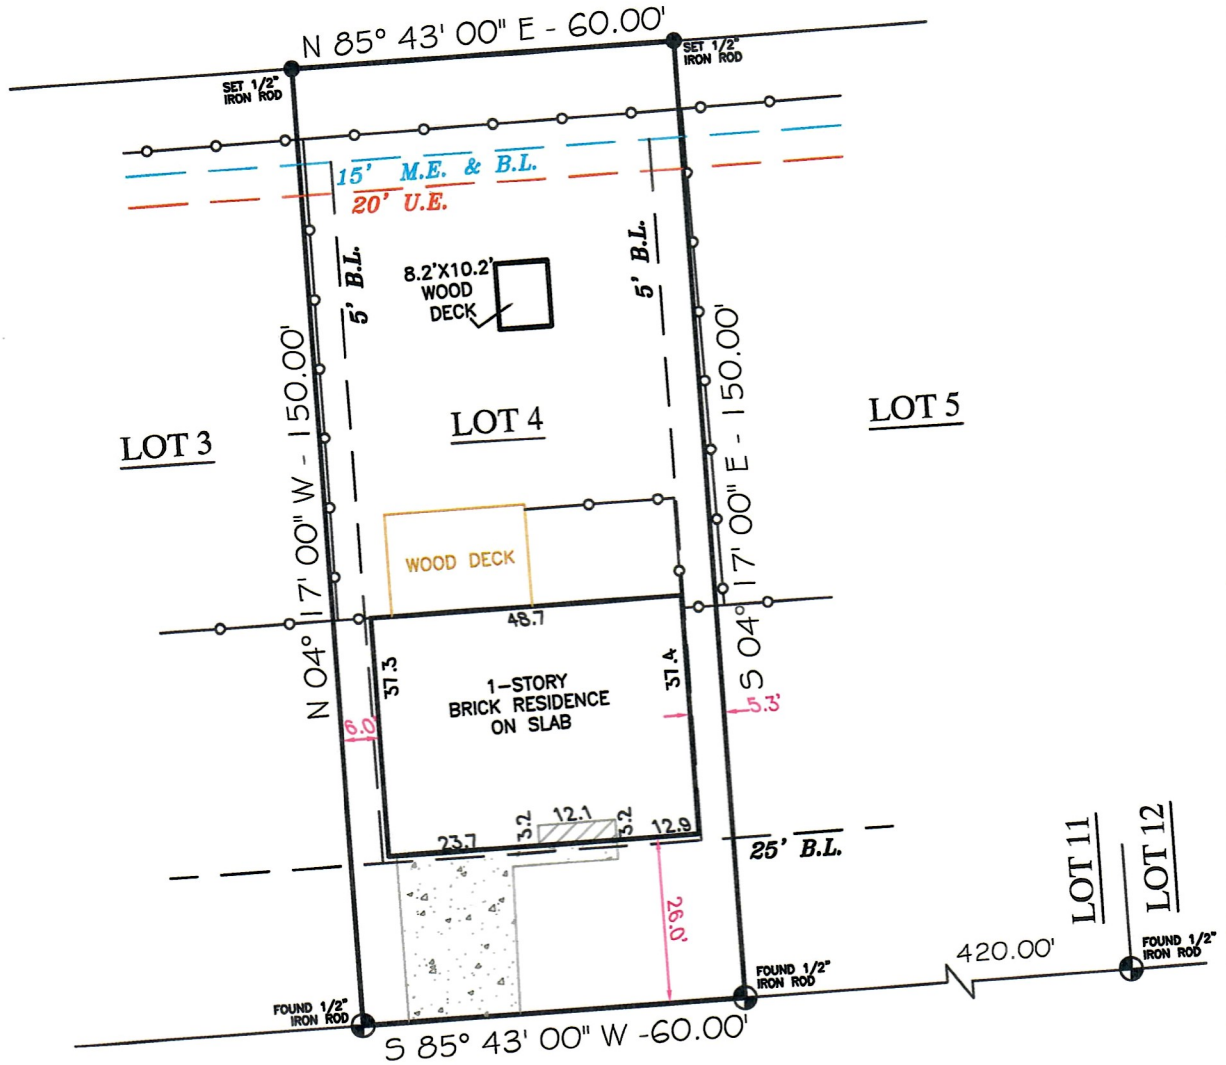 N 85° 43' 00" E - 60.00'
SET 1/2"
IRON ROD
SET 1/2"
IRON ROD
15' M.E. & B.L.
20' U.E.
5' B.L.
5' B.L.
8.2'X10.2'
WOOD
DECK
N 04° 17' 00" W - 150.00'
S 04° 17' 00" E - 150.00'
LOT 3
LOT 4
LOT 5
WOOD DECK
48.7
37.3
37.4
1-STORY
BRICK RESIDENCE
ON SLAB
6.0'
5.3'
23.7
3.2
12.1
3.2
12.9
25' B.L.
26.0'
LOT 11
LOT 12
420.00'
FOUND 1/2"
IRON ROD
FOUND 1/2"
IRON ROD
FOUND 1/2"
IRON ROD
S 85° 43' 00" W -60.00'